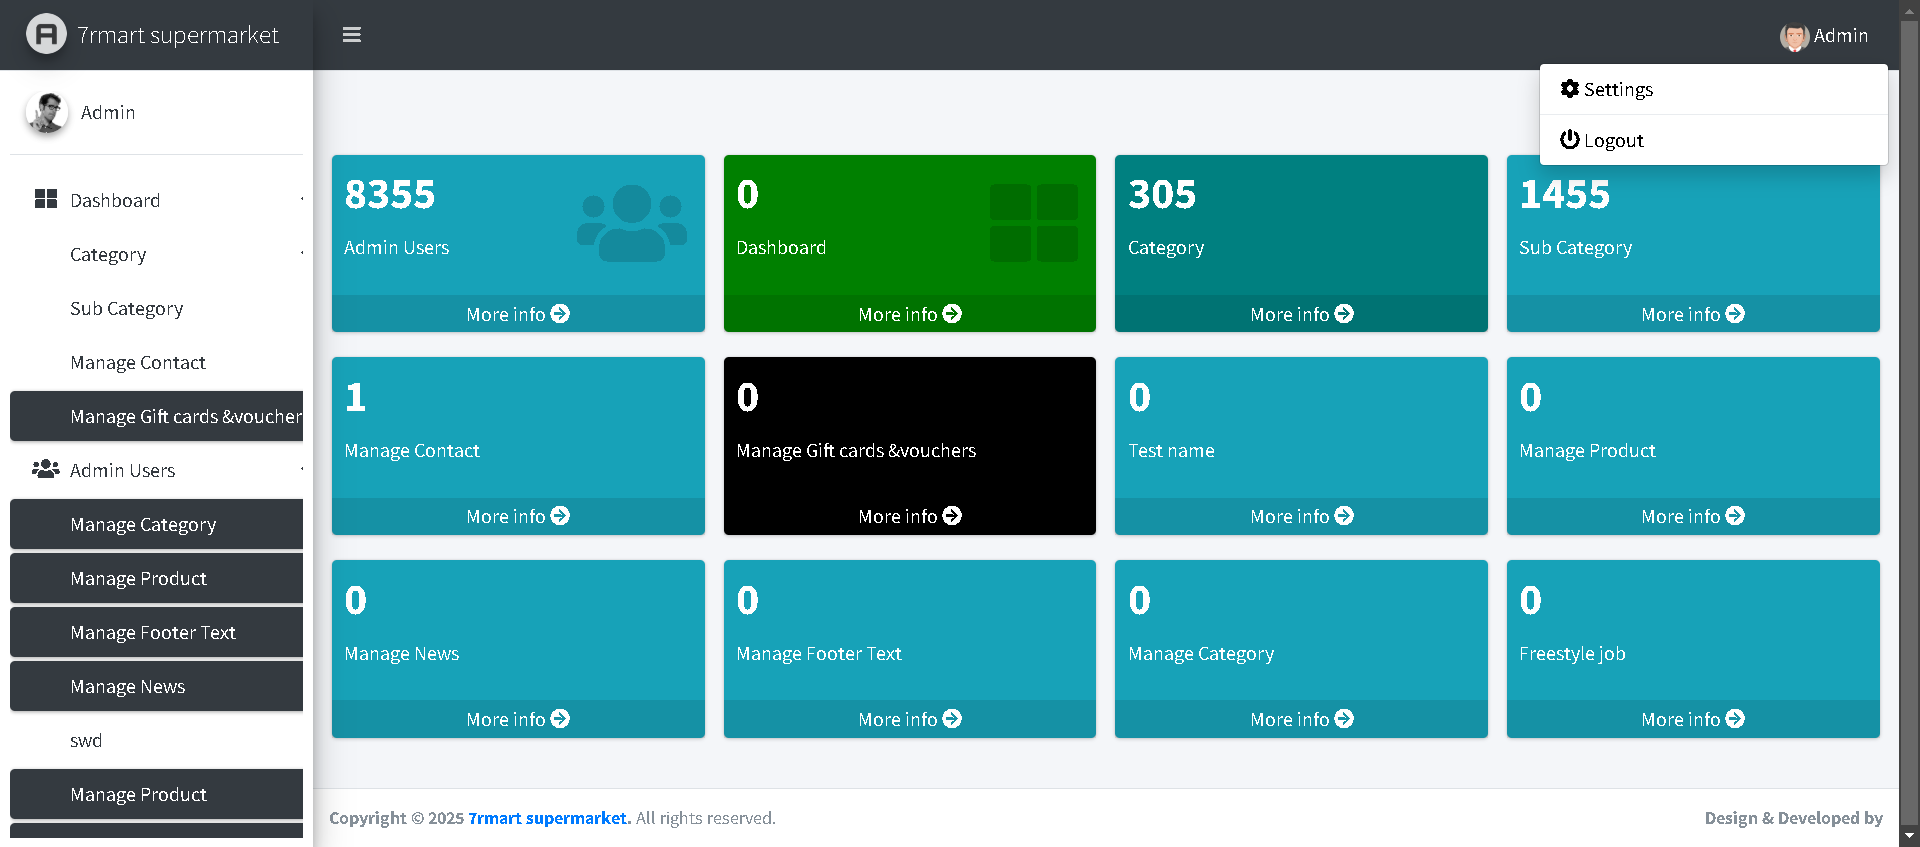 7rmart supermarket
Admin
Settings
Logout
Admin
Dashboard
Category
Sub Category
Manage Contact
Manage Gift cards &voucher
Admin Users
Manage Category
Manage Product
Manage Footer Text
Manage News
swd
Manage Product
8355
Admin Users
More info
0
Dashboard
More info
305
Category
More info
1455
Sub Category
More info
1
Manage Contact
More info
0
Manage Gift cards &vouchers
More info
0
Test name
More info
0
Manage Product
More info
0
Manage News
More info
0
Manage Footer Text
More info
0
Manage Category
More info
0
Freestyle job
More info
Copyright © 2025 7rmart supermarket. All rights reserved.
Design & Developed by